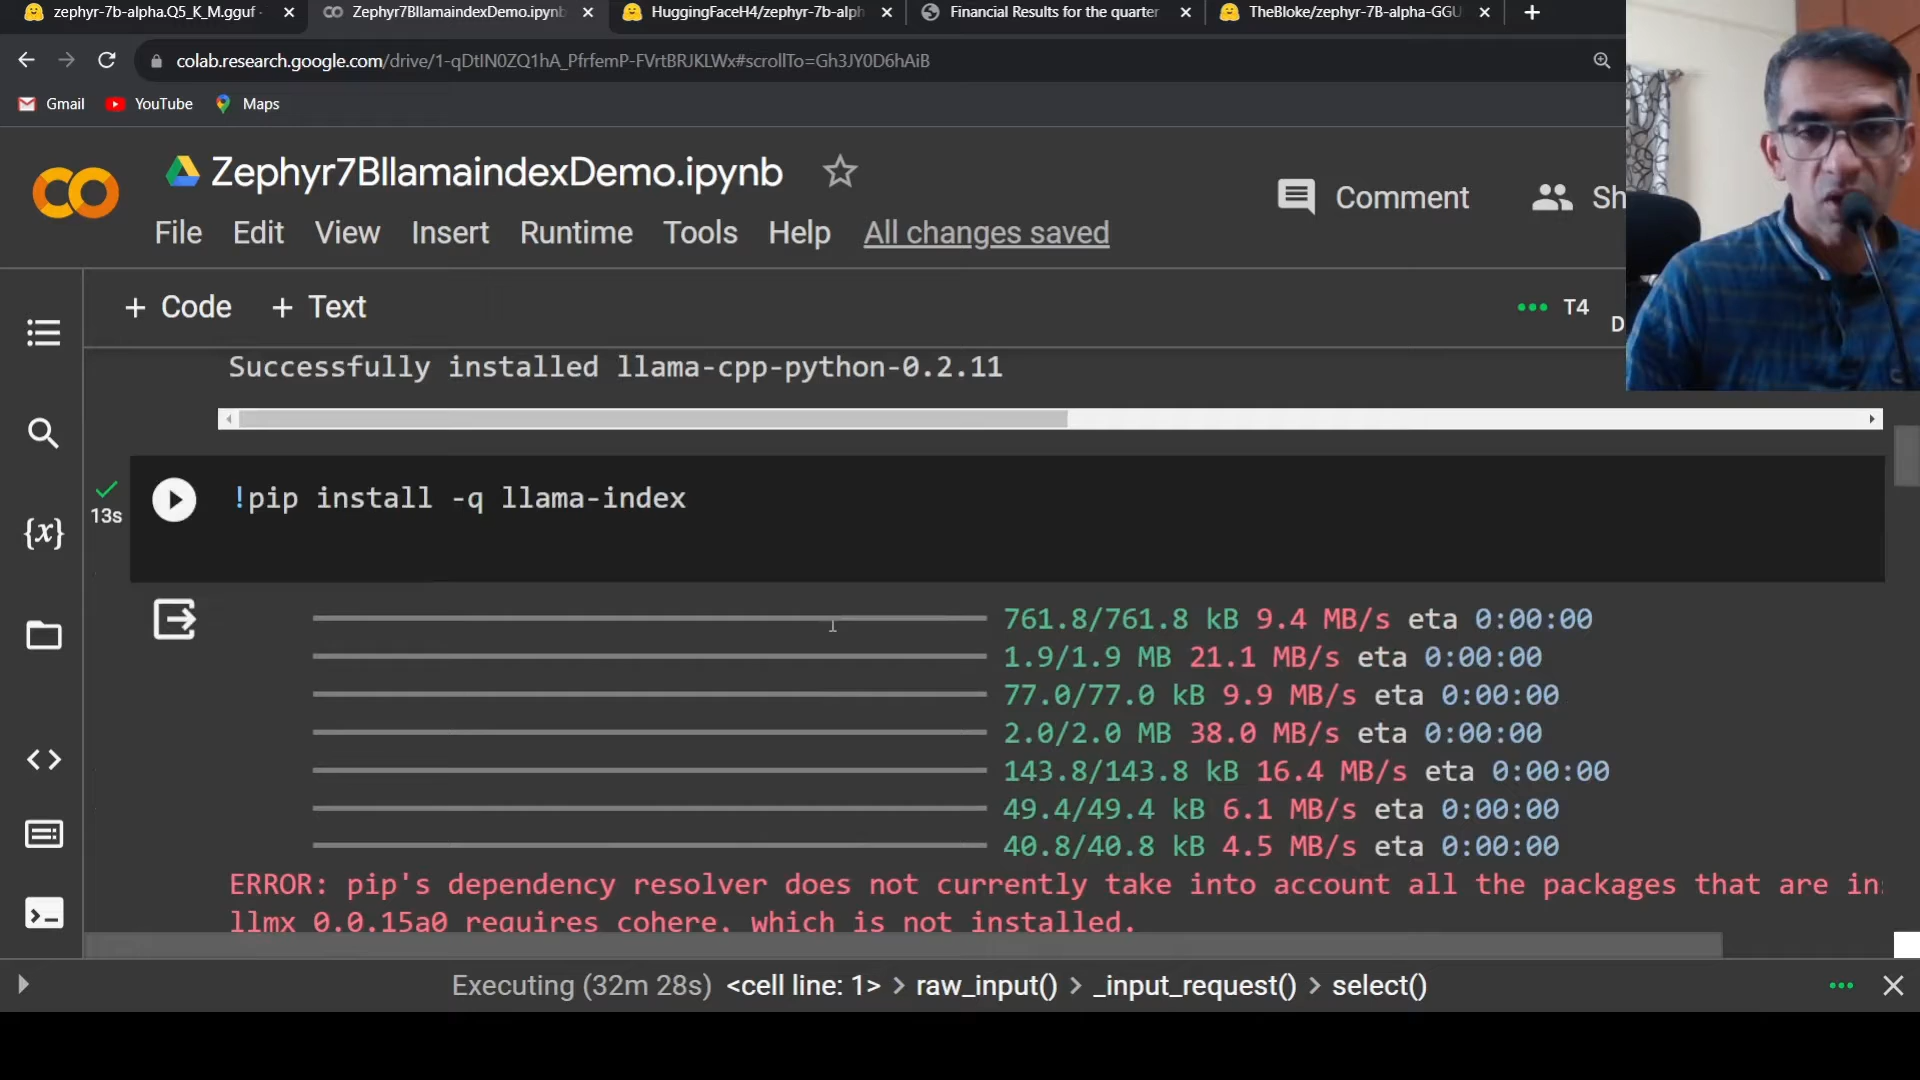 zephyr-7b-alpha.Q5_K_M.gguf -
Zephyr7BllamaindexDemo.ipynb
HuggingFaceH4/zephyr-7b-alph
Financial Results for the quarter
TheBloke/zephyr-7B-alpha-GGU
colab.research.google.com/drive/1-qDtIN0ZQ1hA_PfrfemP-FVrtBRJKLWx#scrollTo=Gh3JY0D6hAiB
Gmail YouTube Maps
Zephyr7BllamaindexDemo.ipynb
Comment Sh
File Edit View Insert Runtime Tools Help All changes saved
+ Code + Text
T4
D
Successfully installed llama-cpp-python-0.2.11
13s
!pip install -q llama-index
{x}
761.8/761.8 kB 9.4 MB/s eta 0:00:00
1.9/1.9 MB 21.1 MB/s eta 0:00:00
77.0/77.0 kB 9.9 MB/s eta 0:00:00
2.0/2.0 MB 38.0 MB/s eta 0:00:00
143.8/143.8 kB 16.4 MB/s eta 0:00:00
49.4/49.4 kB 6.1 MB/s eta 0:00:00
40.8/40.8 kB 4.5 MB/s eta 0:00:00
ERROR: pip's dependency resolver does not currently take into account all the packages that are in
llmx 0.0.15a0 requires cohere, which is not installed.
Executing (32m 28s) <cell line: 1> > raw_input() > _input_request() > select()